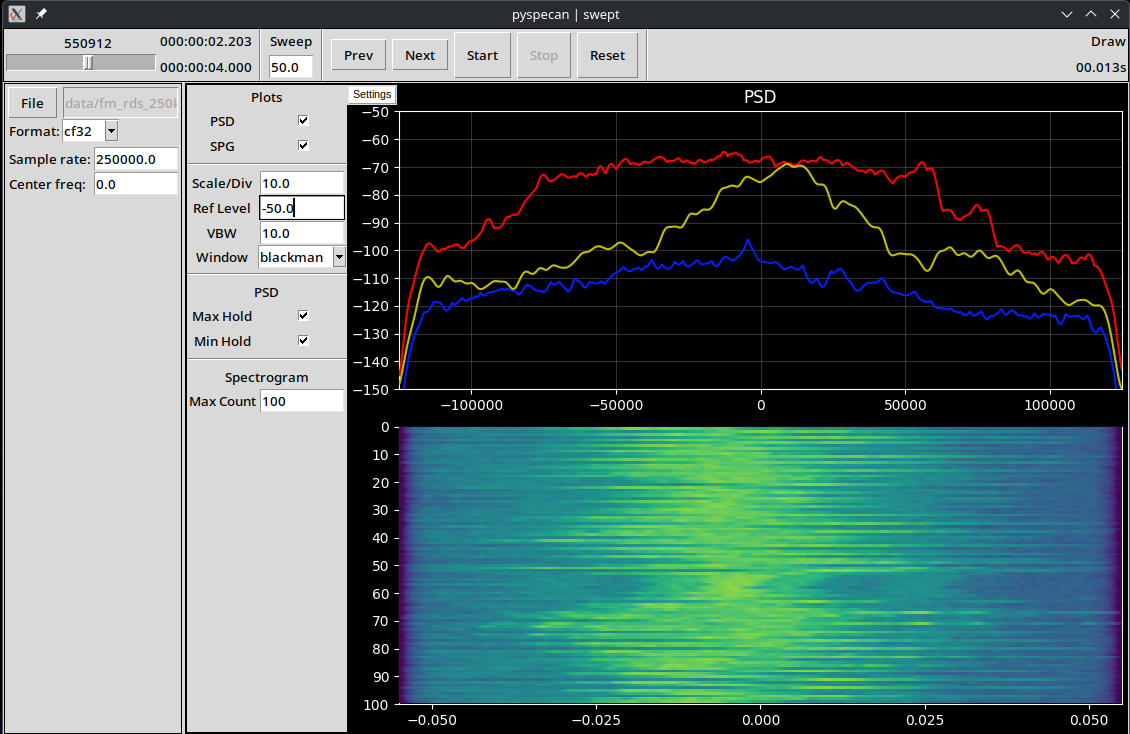 pyspecan | swept
550912
000:00:02.203
000:00:04.000
Sweep
50.0
Prev
Next
Start
Stop
Reset
Draw
00.013s
File
data/fm_rds_250k
Format: cf32
Sample rate: 250000.0
Center freq: 0.0
Plots
PSD
SPG
Scale/Div 10.0
Ref Level -50.0
VBW 10.0
Window blackman
PSD
Max Hold
Min Hold
Spectrogram
Max Count 100
Settings
PSD
−50
−60
−70
−80
−90
−100
−110
−120
−130
−140
−150
−100000 −50000 0 50000 100000
0
10
20
30
40
50
60
70
80
90
100
−0.050 −0.025 0.000 0.025 0.050